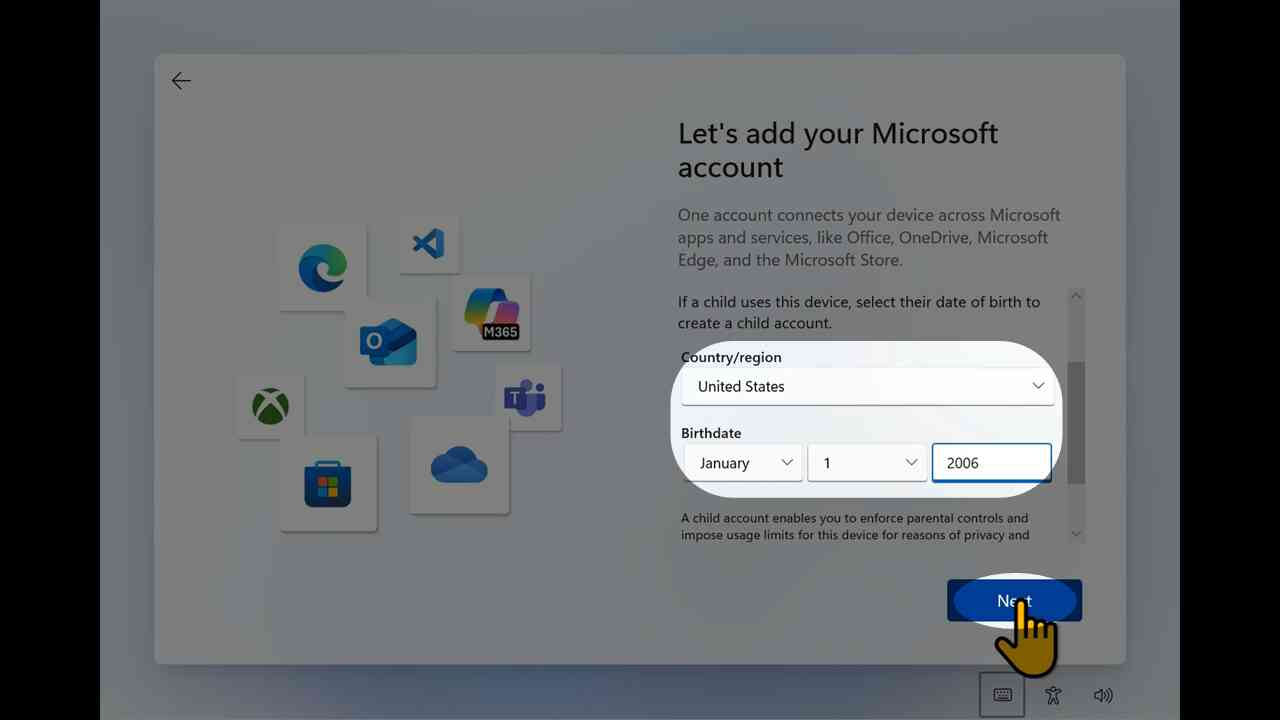 Let's add your Microsoft
account
One account connects your device across Microsoft
apps and services, like Office, OneDrive, Microsoft
Edge, and the Microsoft Store.
If a child uses this device, select their date of birth to
create a child account.
Country/region
United States
Birthdate
January 1 2006
A child account enables you to enforce parental controls and
impose usage limits for this device for reasons of privacy and
Next
M365
O
T